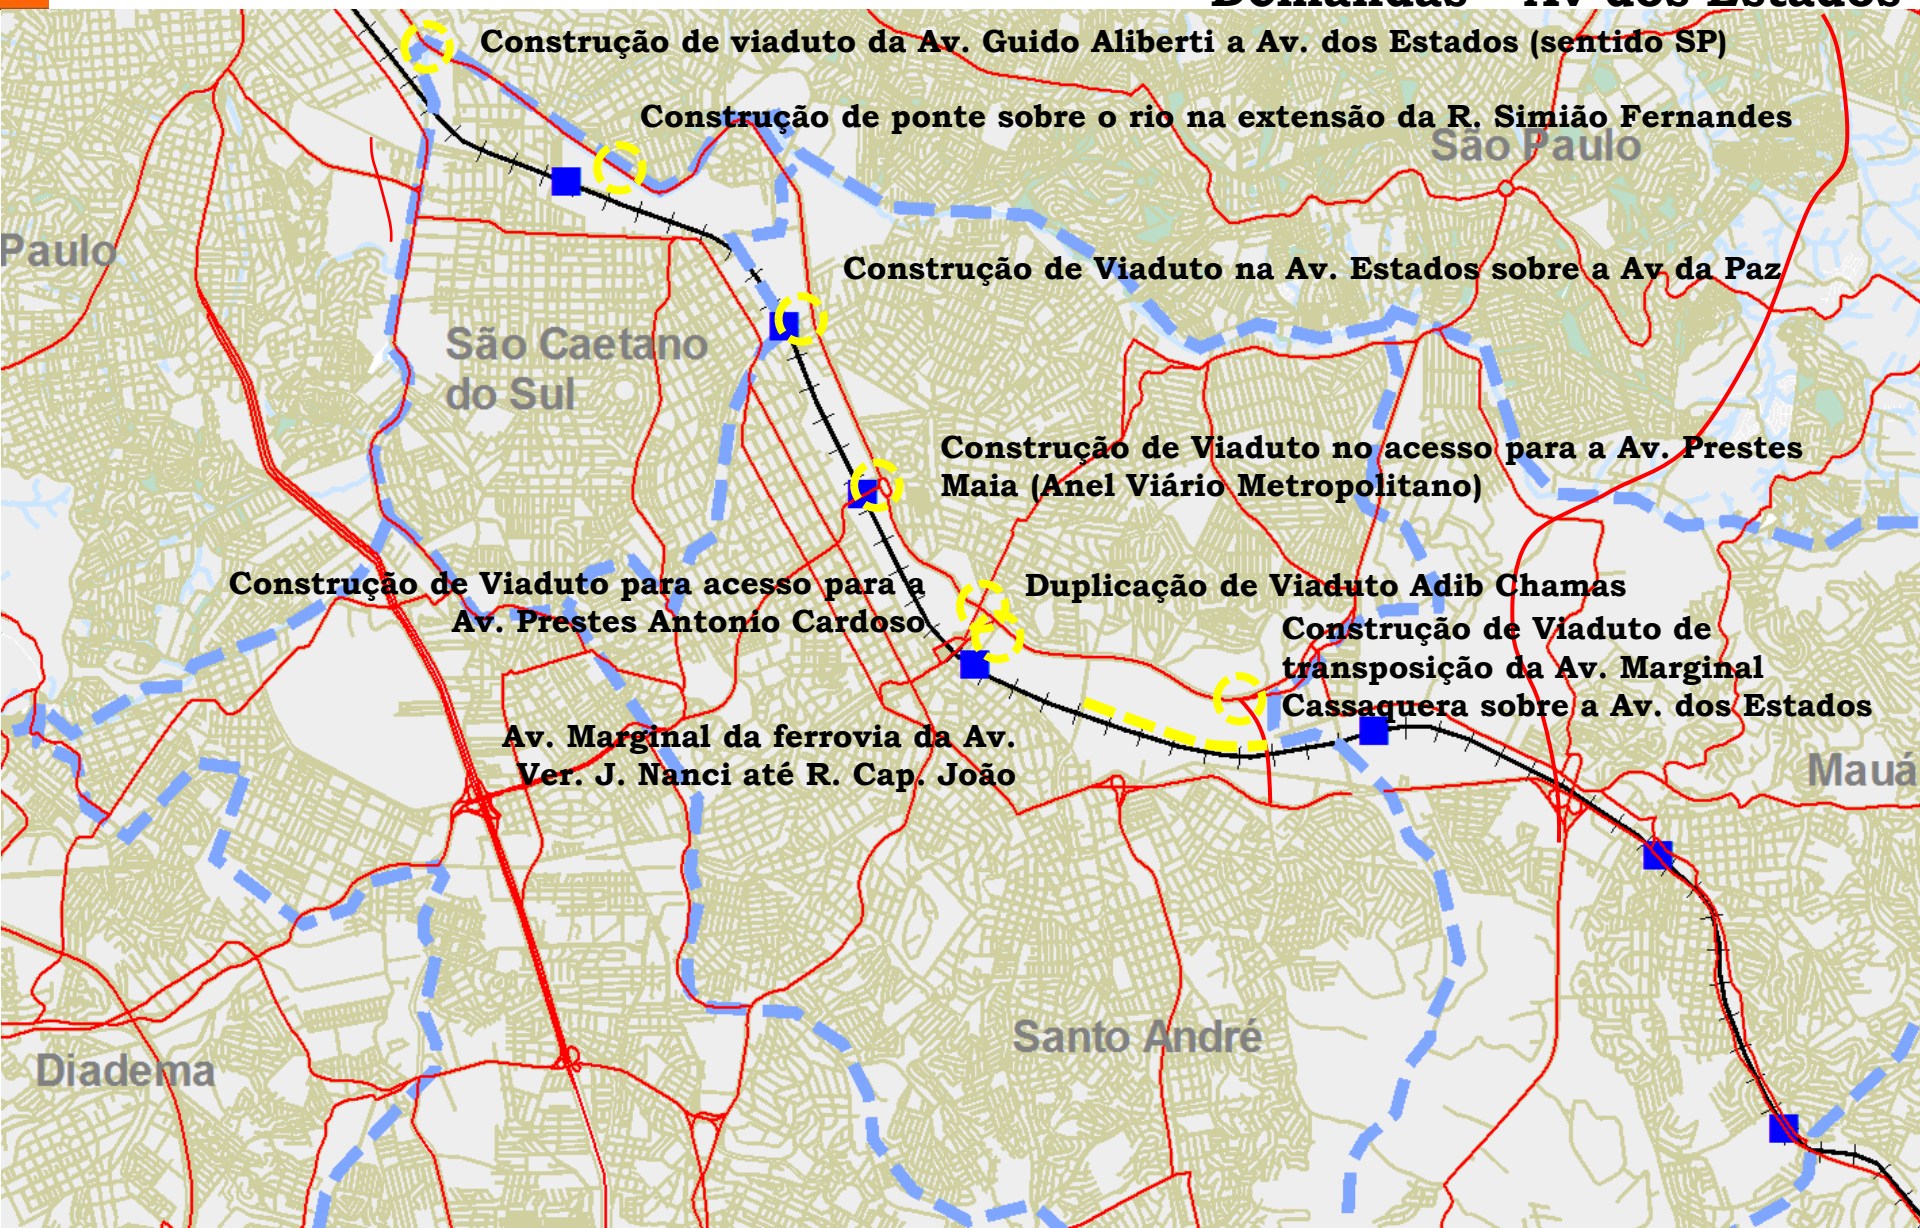 Demandas – Av dos Estados
Construção de viaduto da Av. Guido Aliberti a Av. dos Estados (sentido SP)
Construção de ponte sobre o rio na extensão da R. Simião Fernandes
São Paulo
Paulo
Construção de Viaduto na Av. Estados sobre a Av da Paz
São Caetano
do Sul
Construção de Viaduto no acesso para a Av. Prestes
Maia (Anel Viário Metropolitano)
Construção de Viaduto para acesso para a
Av. Prestes Antonio Cardoso
Duplicação de Viaduto Adib Chamas
Construção de Viaduto de
transposição da Av. Marginal
Cassaquera sobre a Av. dos Estados
Av. Marginal da ferrovia da Av.
Ver. J. Nanci até R. Cap. João
Mauá
Santo André
Diadema